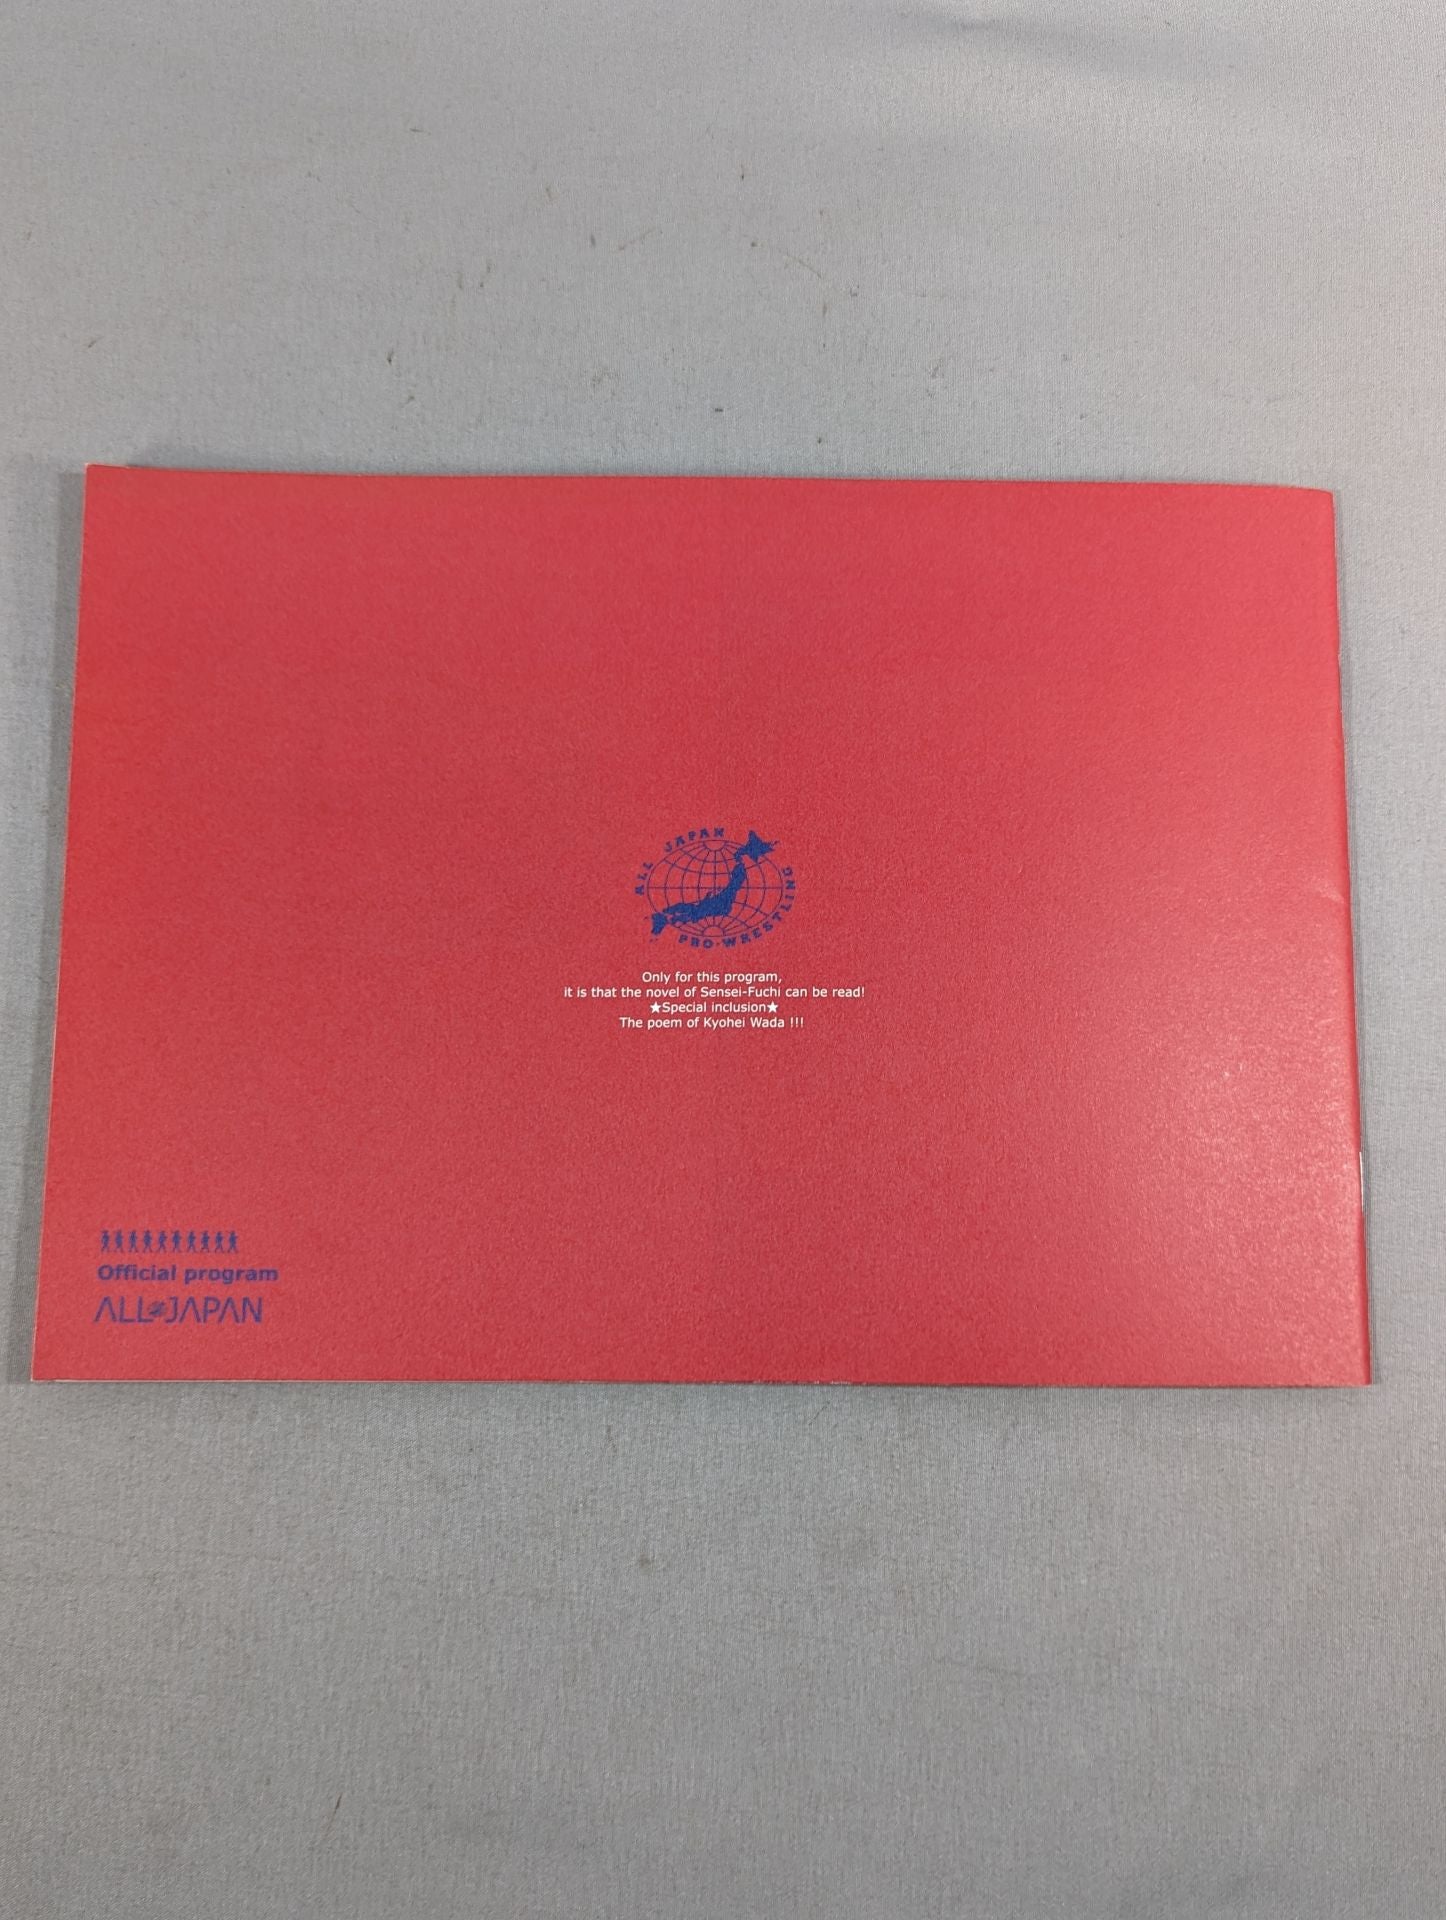 ALL JAPAN
PRO-WRESTLING
Only for this program,
it is that the novel of Sensei-Fuchi can be read!
★Special inclusion★
The poem of Kyohei Wada !!!
Official program
ALL JAPAN